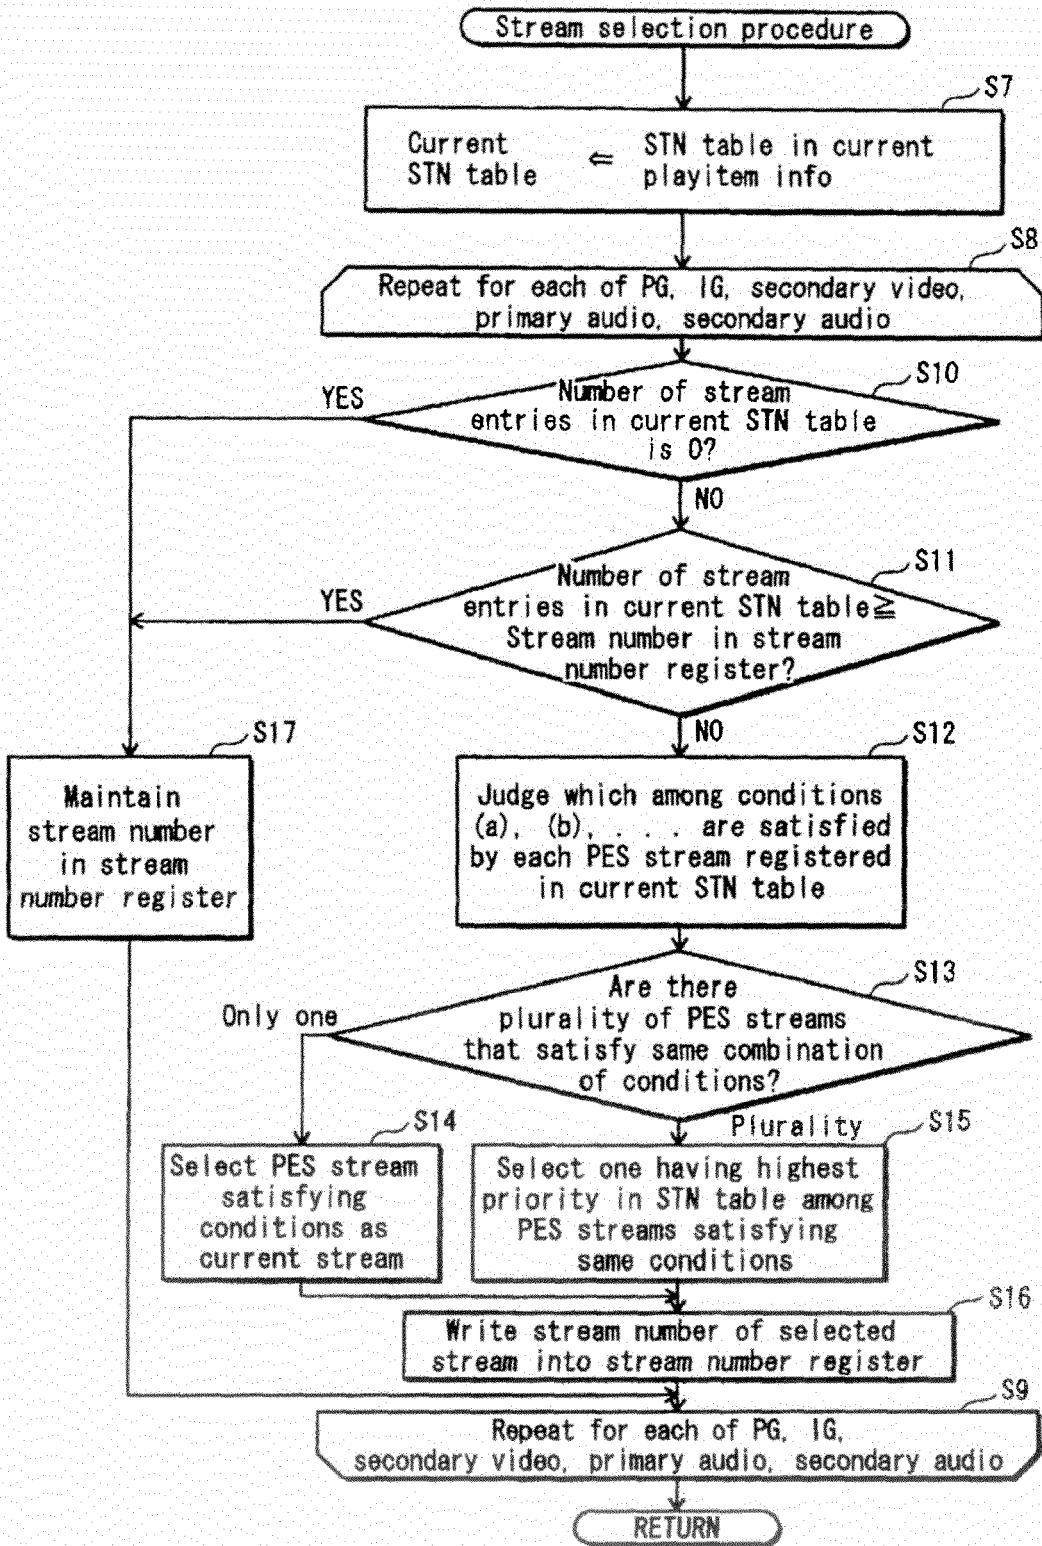 Stream selection procedure
S7
Current STN table ⇐ STN table in current playitem info
S8
Repeat for each of PG, IG, secondary video,
primary audio, secondary audio
S10
Number of stream
entries in current STN table
is 0?
YES
NO
S11
Number of stream
entries in current STN table≧
Stream number in stream
number register?
YES
NO
S17
Maintain
stream number
in stream
number register
S12
Judge which among conditions
(a), (b), . . . are satisfied
by each PES stream registered
in current STN table
S13
Are there
plurality of PES streams
that satisfy same combination
of conditions?
Only one
Plurality
S14
Select PES stream
satisfying
conditions as
current stream
S15
Select one having highest
priority in STN table among
PES streams satisfying
same conditions
S16
Write stream number of selected
stream into stream number register
S9
Repeat for each of PG, IG,
secondary video, primary audio, secondary audio
RETURN